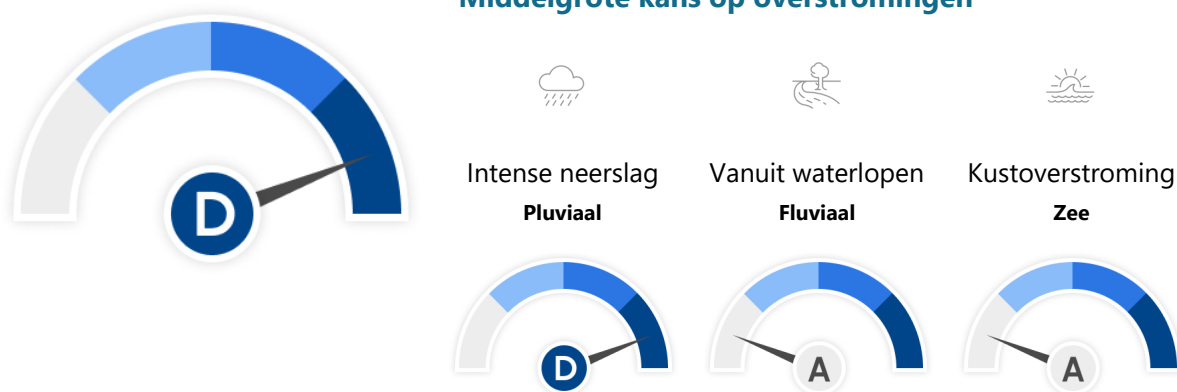 Middelgrote kans op overstromingen
D
Intense neerslag
Vanuit waterlopen
Kustoverstroming
Pluviaal
Fluviaal
Zee
D
A
A